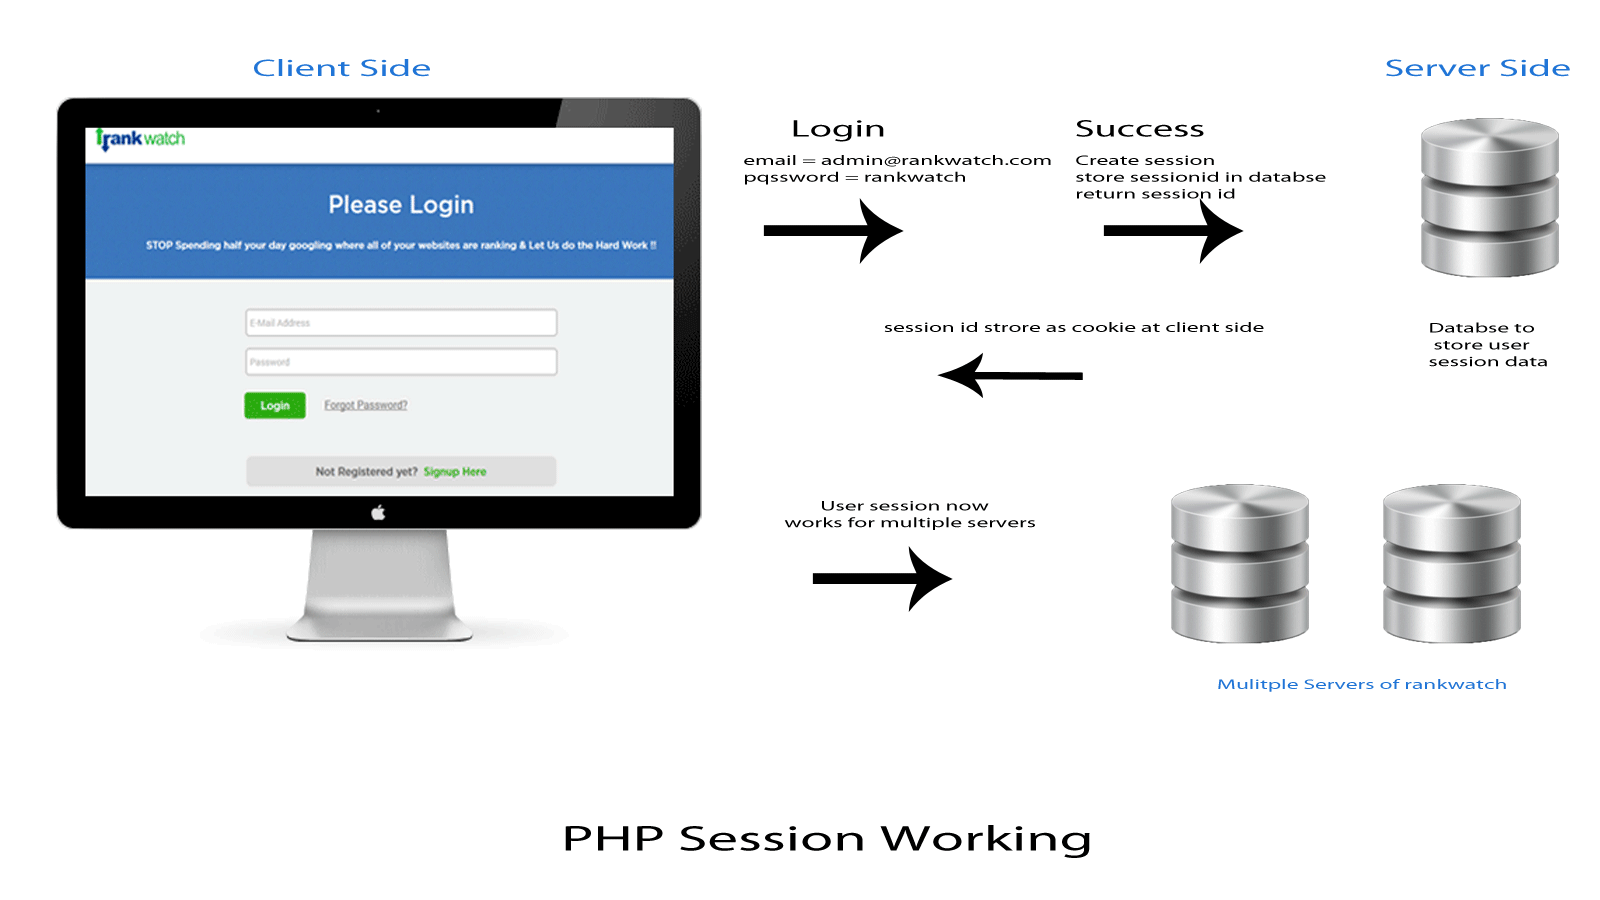 Client Side
Server Side
rankwatch
Please Login
STOP Spending half your day googling where all of your websites are ranking & Let Us do the Hard Work !!
E-Mail Address
Password
Login
Forgot Password?
Not Registered yet? Signup Here
Login
email = admin@rankwatch.com
pqssword = rankwatch
Success
Create session
store sessionid in databse
return session id
session id strore as cookie at client side
Databse to
store user
session data
User session now
works for multiple servers
Mulitple Servers of rankwatch
PHP Session Working